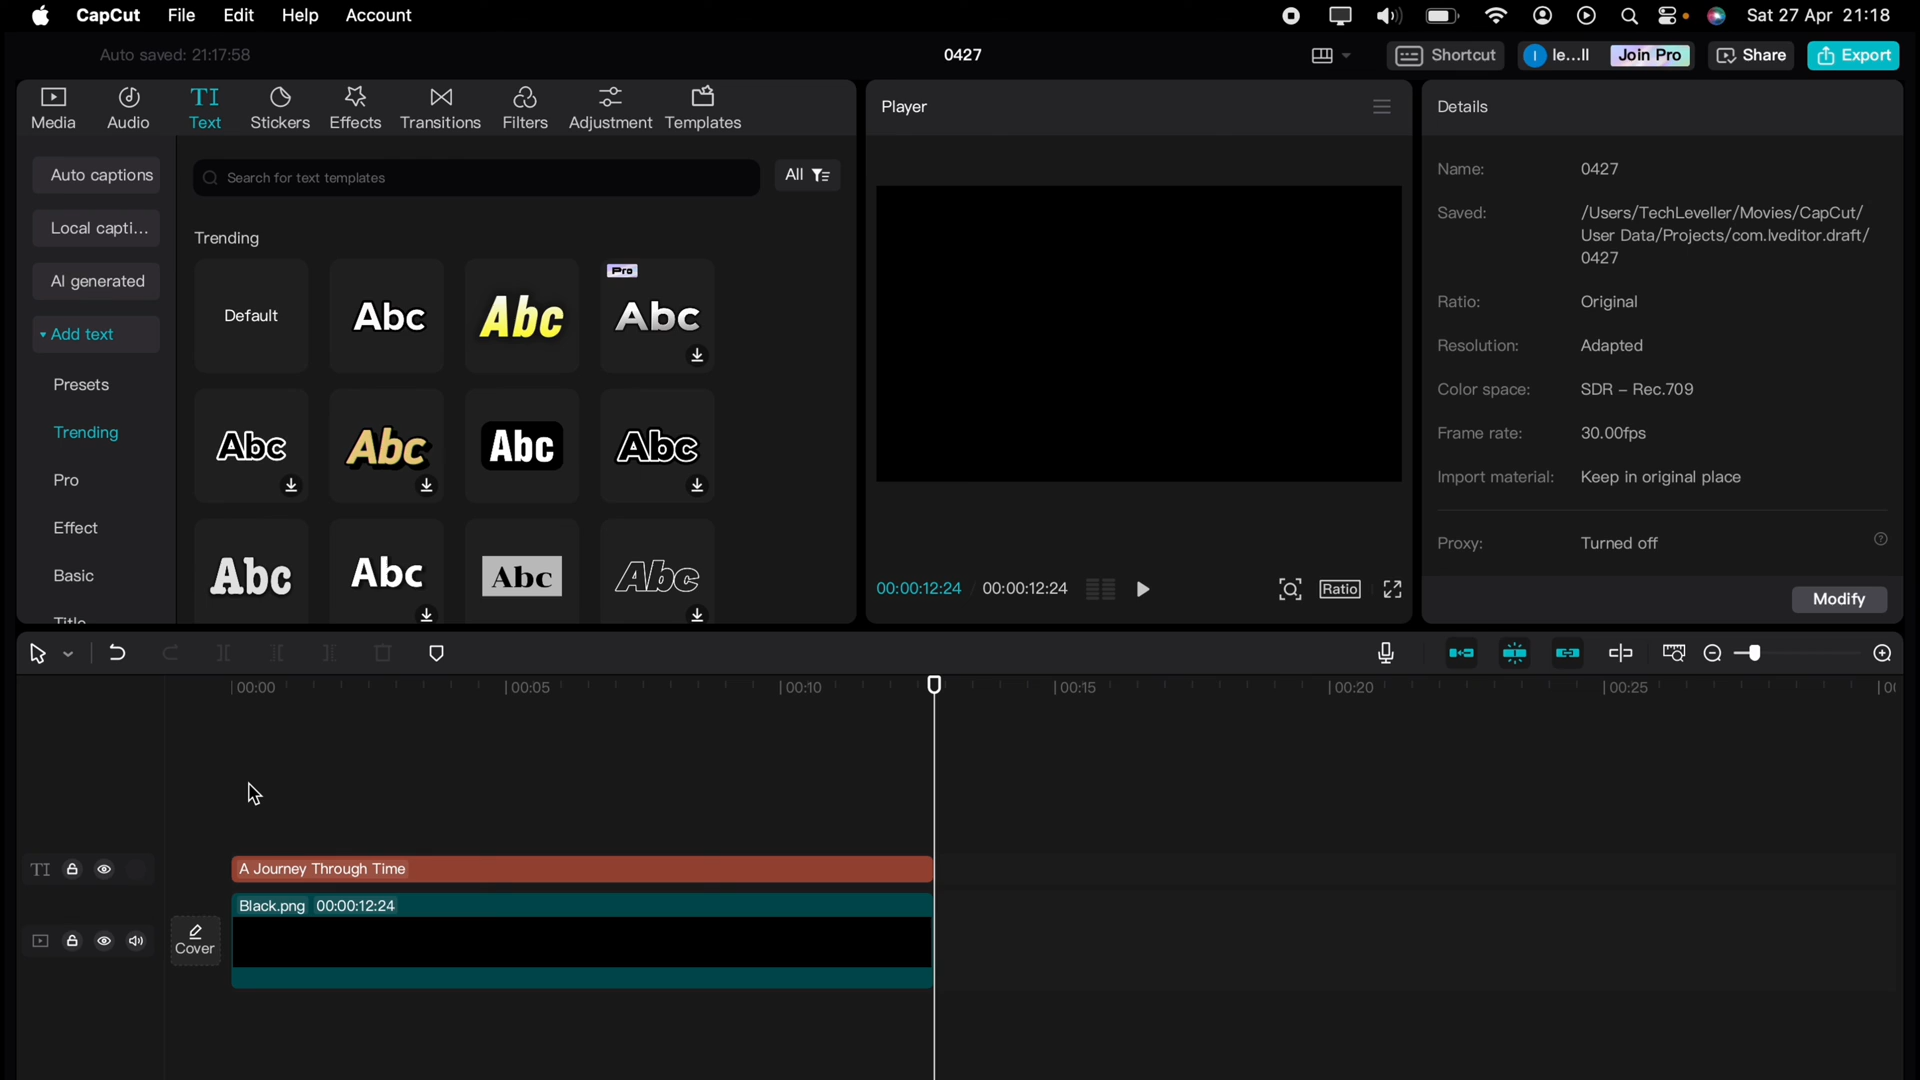 CapCut File Edit Help Account Sat 27 Apr 21:18
Auto saved: 21:17:58 0427 Shortcut le...ll Join Pro Share Export
Media Audio TI Text Stickers Effects Transitions Filters Adjustment Templates
Auto captions
Local capti...
AI generated
Add text
Presets
Trending
Pro
Effect
Basic
Title
Search for text templates All
Trending
Default Abc Abc Pro Abc
Abc Abc Abc Abc
Abc Abc Abc Abc
Player
00:00:12:24 00:00:12:24 Ratio
Details
Name: 0427
Saved: /Users/TechLeveller/Movies/CapCut/
User Data/Projects/com.lveditor.draft/
0427
Ratio: Original
Resolution: Adapted
Color space: SDR – Rec.709
Frame rate: 30.00fps
Import material: Keep in original place
Proxy: Turned off
Modify
00:00 00:05 00:10 00:15 00:20 00:25
TI A Journey Through Time
Black.png 00:00:12:24
Cover